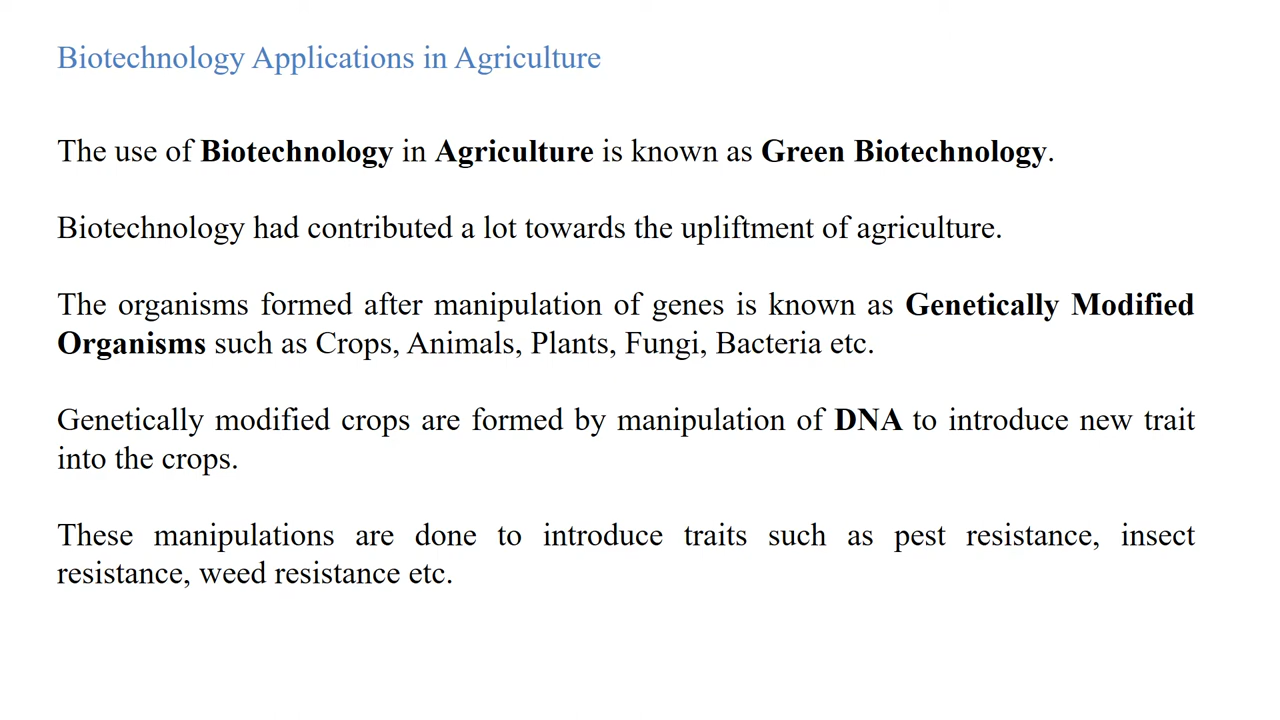 Biotechnology Applications in Agriculture
The use of Biotechnology in Agriculture is known as Green Biotechnology.
Biotechnology had contributed a lot towards the upliftment of agriculture.
The organisms formed after manipulation of genes is known as Genetically Modified
Organisms such as Crops, Animals, Plants, Fungi, Bacteria etc.
Genetically modified crops are formed by manipulation of DNA to introduce new trait
into the crops.
These manipulations are done to introduce traits such as pest resistance, insect
resistance, weed resistance etc.